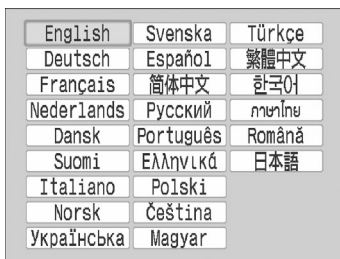 English Svenska Türkçe
Deutsch Español 繁體中文
Français 简体中文 한국어
Nederlands Русский ภาษาไทย
Dansk Português Română
Suomi Ελληνικά 日本語
Italiano Polski
Norsk Čeština
Українська Magyar